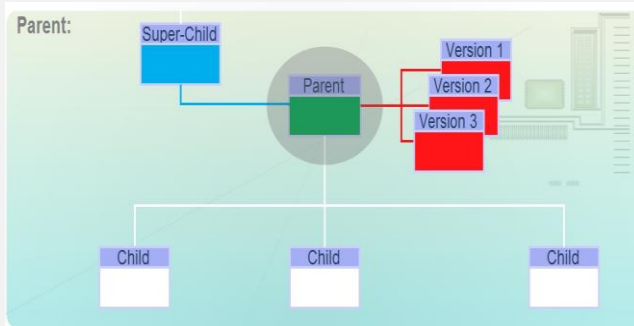 Parent:
Super-Child
Parent
Version 1
Version 2
Version 3
Child
Child
Child